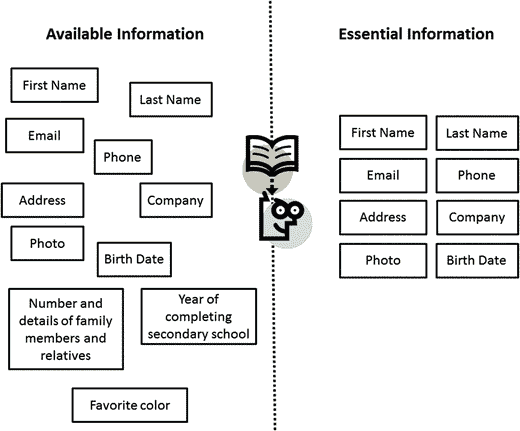 Available Information
Essential Information
First Name
Last Name
Email
Phone
Address
Company
Photo
Birth Date
Number and
details of family
members and
relatives
Year of
completing
secondary school
Favorite color
First Name
Last Name
Email
Phone
Address
Company
Photo
Birth Date